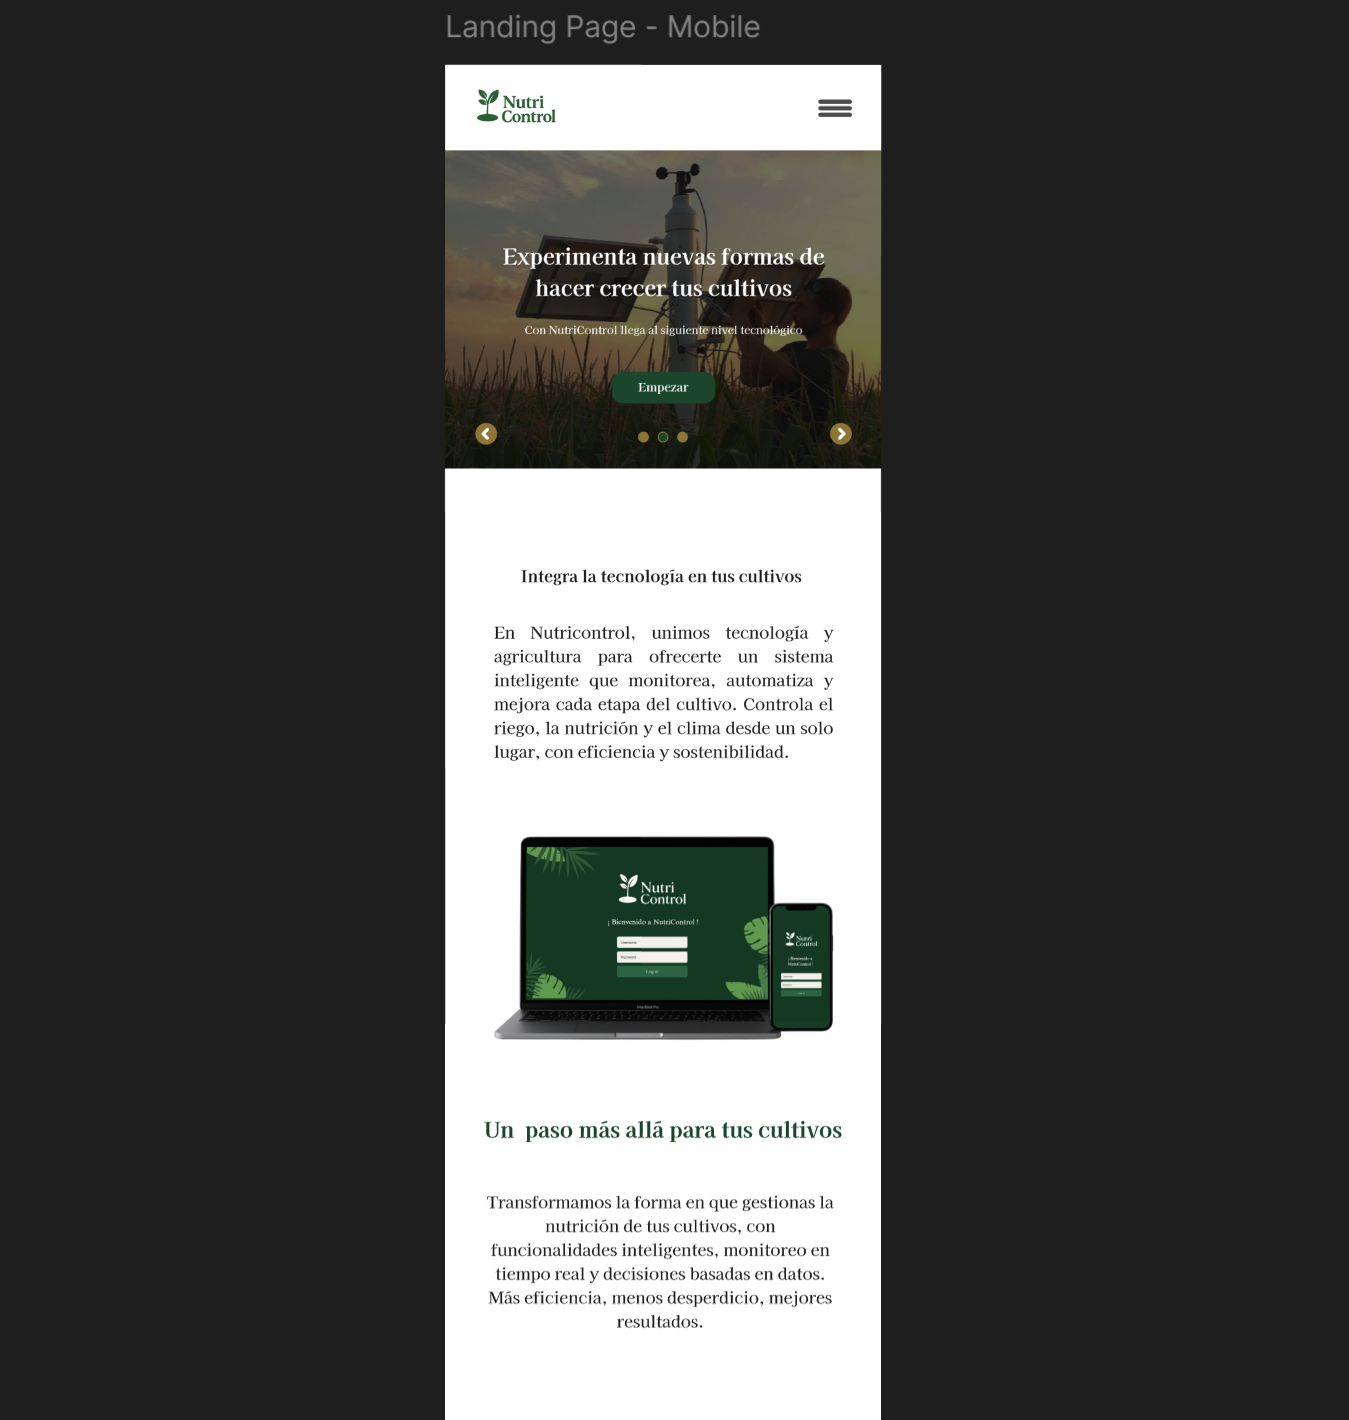 Landing Page - Mobile
Nutri
Control
Experimenta nuevas formas de
hacer crecer tus cultivos
Con NutriControl llega al siguiente nivel tecnológico
Empezar
Integra la tecnología en tus cultivos
En Nutricontrol, unimos tecnología y
agricultura para ofrecerte un sistema
inteligente que monitorea, automatiza y
mejora cada etapa del cultivo. Controla el
riego, la nutrición y el clima desde un solo
lugar, con eficiencia y sostenibilidad.
Nutri
Control
¡ Bienvenido a NutriControl !
Username
Password
Log in
MacBook Pro
Nutri
Control
¡Bienvenido a
NutriControl !
Un  paso más allá para tus cultivos
Transformamos la forma en que gestionas la
nutrición de tus cultivos, con
funcionalidades inteligentes, monitoreo en
tiempo real y decisiones basadas en datos.
Más eficiencia, menos desperdicio, mejores
resultados.